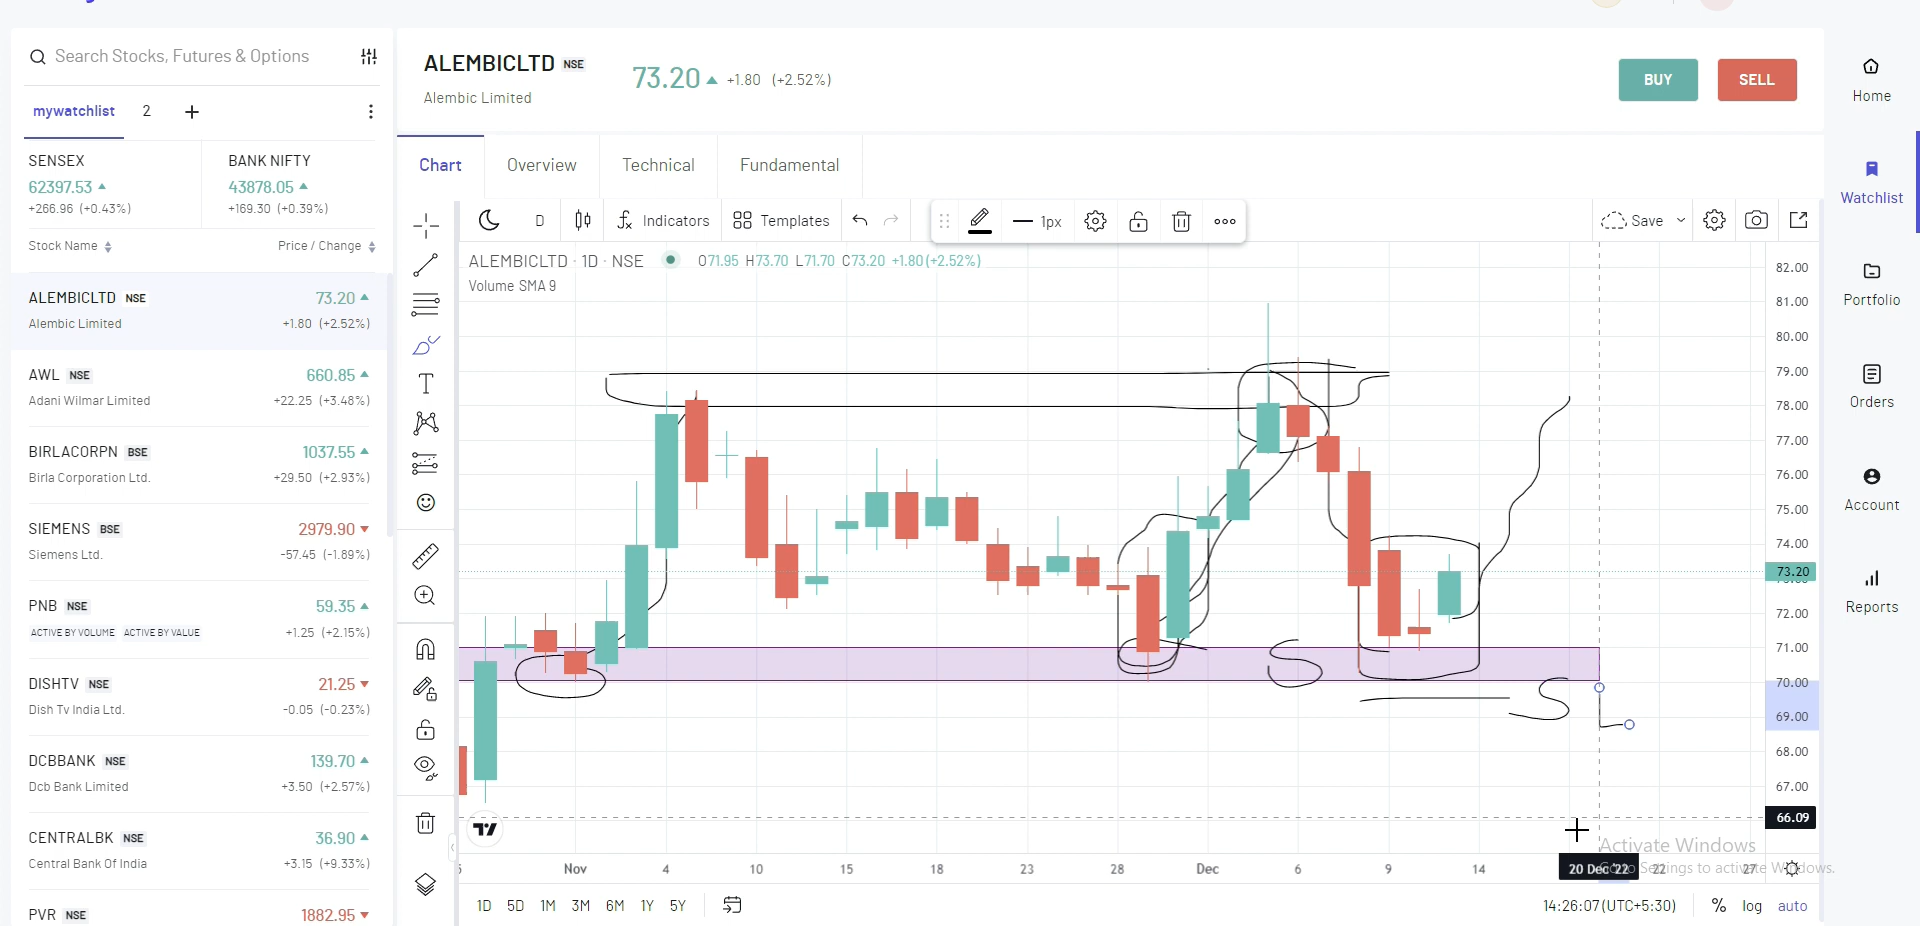 Search Stocks, Futures & Options
mywatchlist 2 +
SENSEX
62397.53
+266.96 (+0.43%)
BANK NIFTY
43878.05
+169.30 (+0.39%)
Stock Name Price / Change
ALEMBICLTD NSE 73.20
Alembic Limited +1.80 (+2.52%)
AWL NSE 660.85
Adani Wilmar Limited +22.25 (+3.48%)
BIRLACORPN BSE 1037.55
Birla Corporation Ltd. +29.50 (+2.93%)
SIEMENS BSE 2979.90
Siemens Ltd. -57.45 (-1.89%)
PNB NSE 59.35
ACTIVE BY VOLUME ACTIVE BY VALUE +1.25 (+2.15%)
DISHTV NSE 21.25
Dish Tv India Ltd. -0.05 (-0.23%)
DCBBANK NSE 139.70
Dcb Bank Limited +3.50 (+2.57%)
CENTRALBK NSE 36.90
Central Bank Of India +3.15 (+9.33%)
PVR NSE 1882.95
ALEMBICLTD NSE
Alembic Limited
73.20 +1.80 (+2.52%)
BUY SELL
Chart Overview Technical Fundamental
D Indicators Templates 1px Save
ALEMBICLTD · 1D · NSE O71.95 H73.70 L71.70 C73.20 +1.80 (+2.52%)
Volume SMA 9
82.00
81.00
80.00
79.00
78.00
77.00
76.00
75.00
74.00
73.20
72.00
71.00
70.00
69.00
68.00
67.00
66.09
S
S L
Nov 4 10 15 18 23 28 Dec 6 9 14 20 Dec '22 22 27
Activate Windows
Go to Settings to activate Windows.
1D 5D 1M 3M 6M 1Y 5Y
14:26:07 (UTC+5:30) % log auto
Home
Watchlist
Portfolio
Orders
Account
Reports